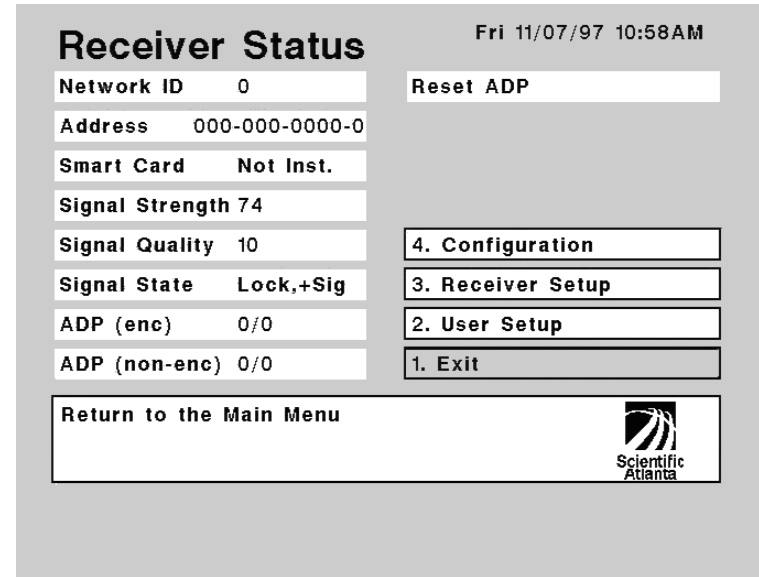 Receiver Status
Fri 11/07/97 10:58AM
Network ID 0
Reset ADP
Address 000-000-0000-0
Smart Card Not Inst.
Signal Strength 74
Signal Quality 10
4. Configuration
Signal State Lock,+Sig
3. Receiver Setup
ADP (enc) 0/0
2. User Setup
ADP (non-enc) 0/0
1. Exit
Return to the Main Menu
Scientific
Atlanta